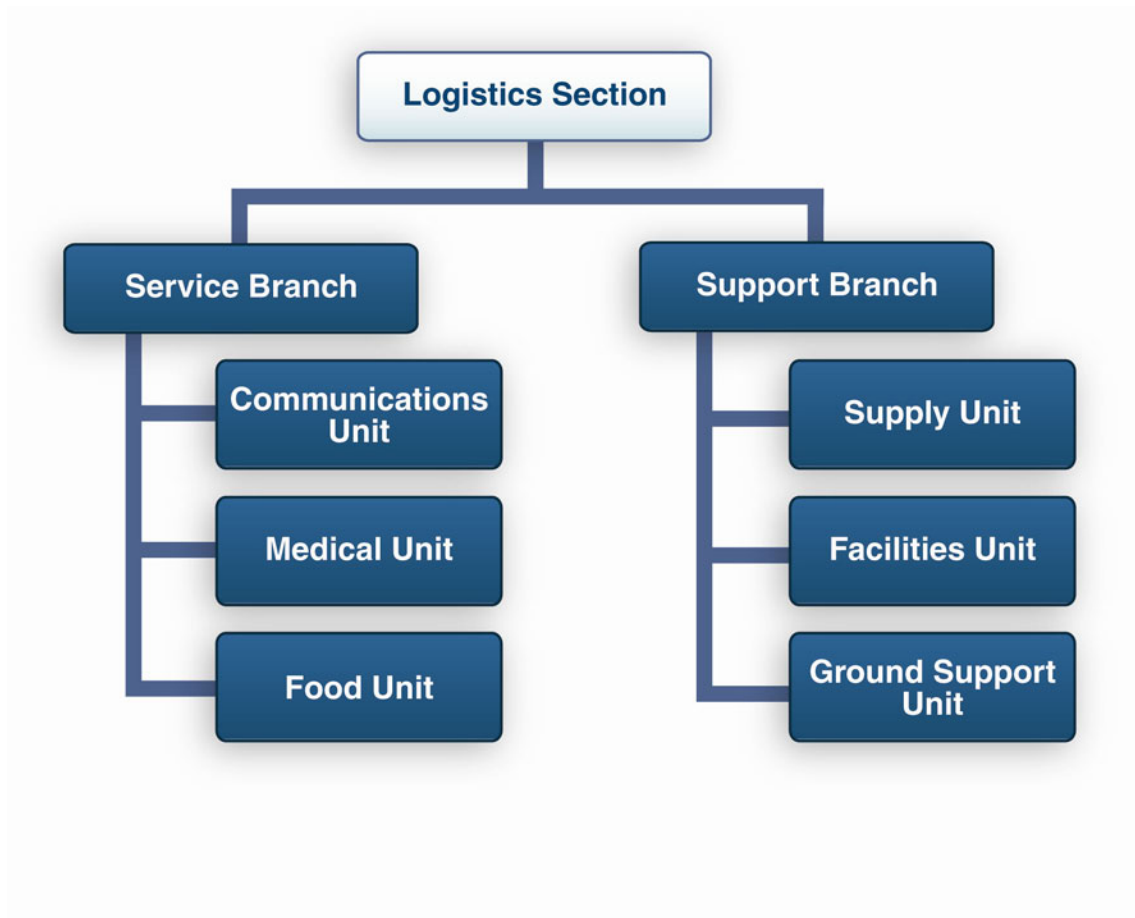 Logistics Section
Service Branch
Communications
Unit
Medical Unit
Food Unit
Support Branch
Supply Unit
Facilities Unit
Ground Support
Unit